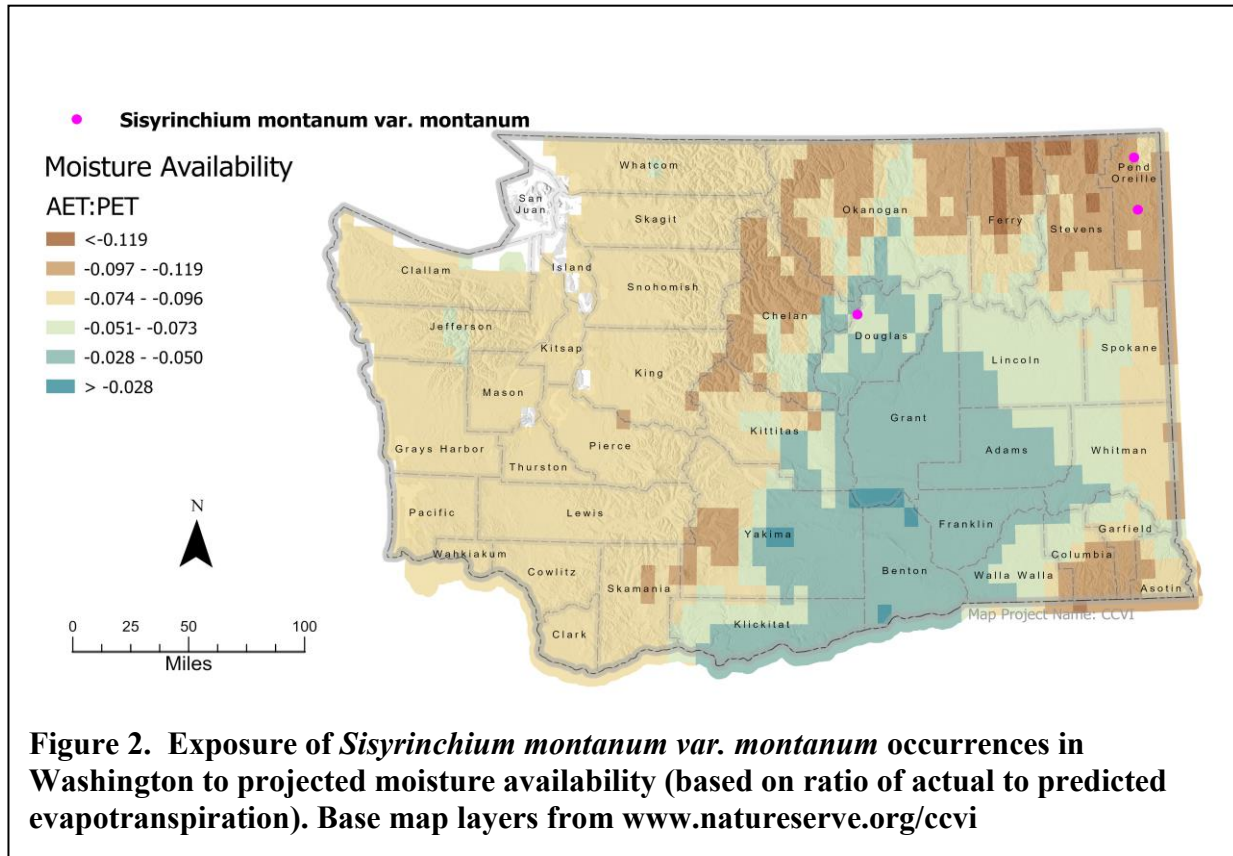 Sisyrinchium montanum var. montanum
Moisture Availability
AET:PET
<-0.119
-0.097 - -0.119
-0.074 - -0.096
-0.051- -0.073
-0.028 - -0.050
> -0.028
Whatcom
San
Juan
Skagit
Okanogan
Ferry
Stevens
Pend
Oreille
Clallam
Island
Snohomish
Chelan
Douglas
Jefferson
Kitsap
King
Lincoln
Spokane
Mason
Grant
Kittitas
Grays Harbor
Pierce
Adams
Whitman
Thurston
Pacific
Lewis
Yakima
Franklin
Garfield
Wahkiakum
Cowlitz
Skamania
Benton
Walla Walla
Columbia
Asotin
Klickitat
Clark
Map Project Name: CCVI
N
0 25 50 100
Miles
Figure 2. Exposure of Sisyrinchium montanum var. montanum occurrences in
Washington to projected moisture availability (based on ratio of actual to predicted
evapotranspiration). Base map layers from www.natureserve.org/ccvi